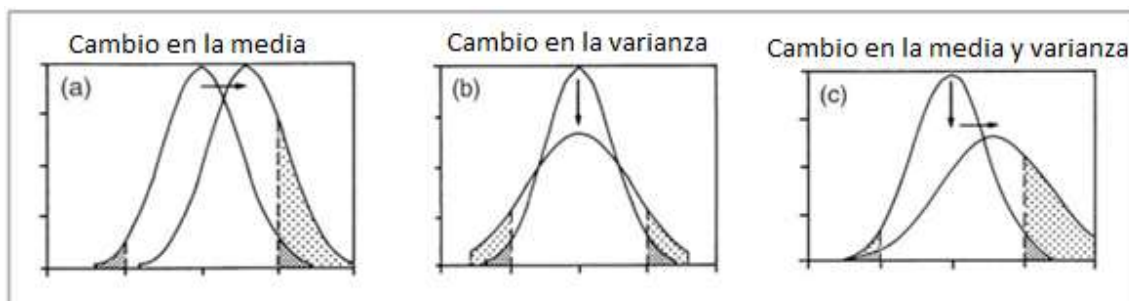 Cambio en la media
Cambio en la varianza
Cambio en la media y varianza
(a)
(b)
(c)